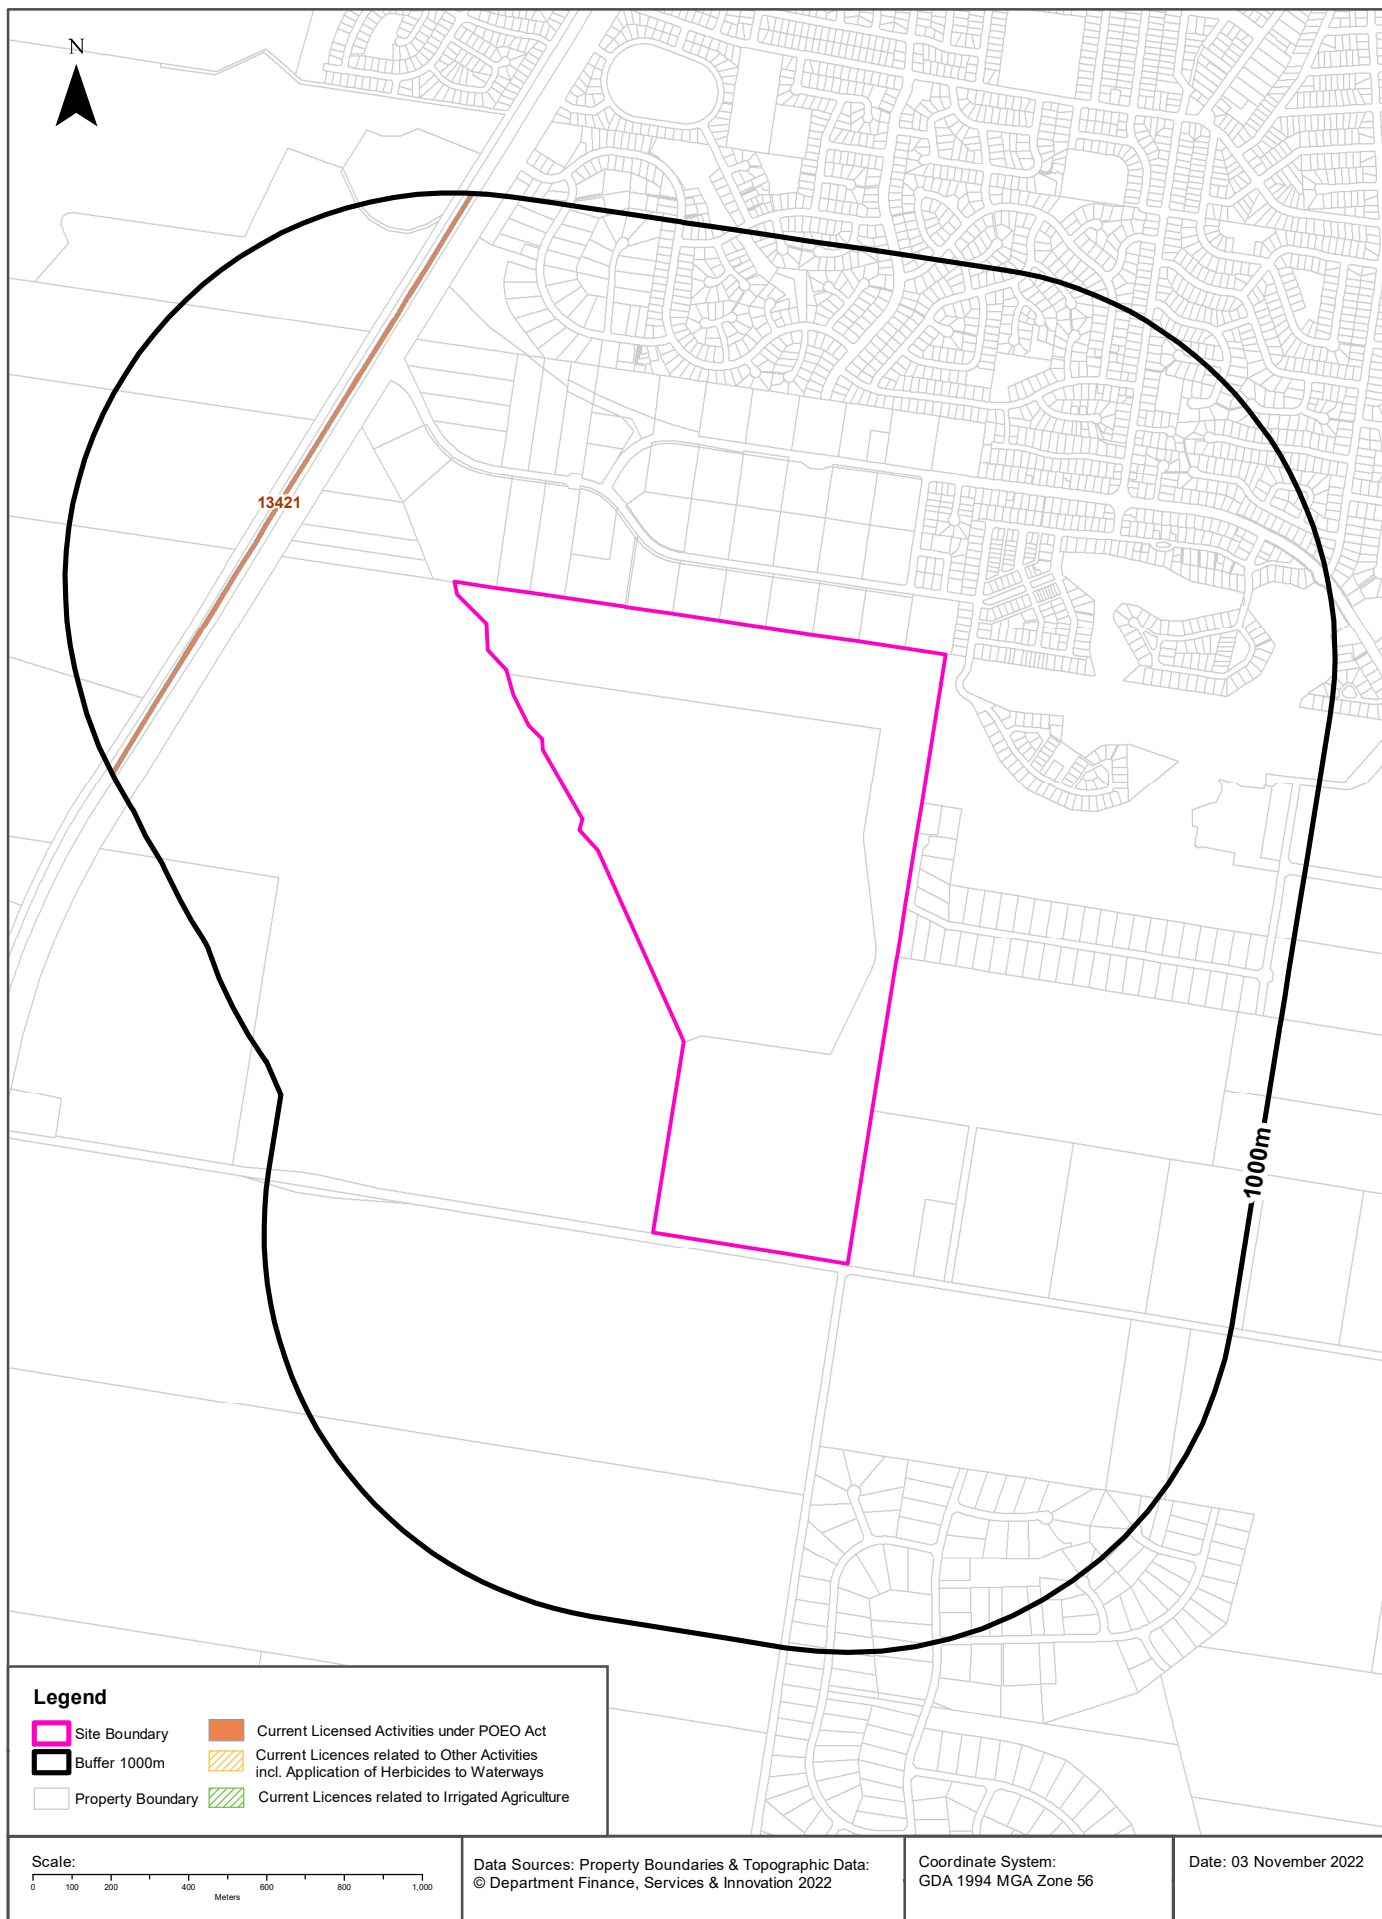 N
13421
1000m
Legend
Site Boundary
Buffer 1000m
Property Boundary
Current Licensed Activities under POEO Act
Current Licences related to Other Activities
incl. Application of Herbicides to Waterways
Current Licences related to Irrigated Agriculture
Scale:
0 100 200 400 600 800 1,000
Meters
Data Sources: Property Boundaries & Topographic Data:
© Department Finance, Services & Innovation 2022
Coordinate System:
GDA 1994 MGA Zone 56
Date: 03 November 2022